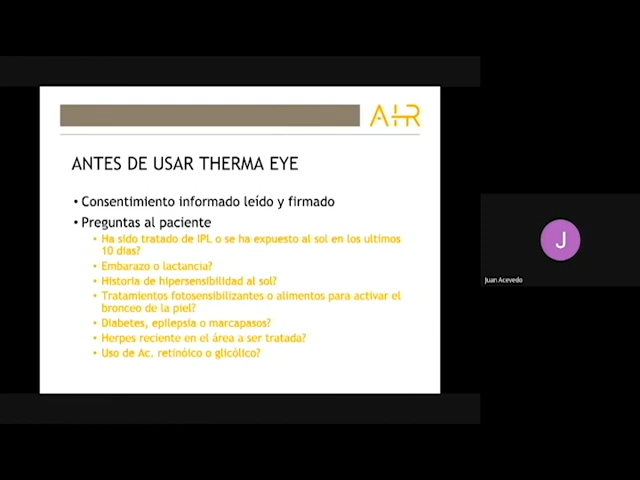 AHR
ANTES DE USAR THERMA EYE
• Consentimiento informado leído y firmado
• Preguntas al paciente
• Ha sido tratado de IPL o se ha expuesto al sol en los ultimos
10 días?
• Embarazo o lactancia?
• Historia de hipersensibilidad al sol?
• Tratamientos fotosensibilizantes o alimentos para activar el
bronceo de la piel?
• Diabetes, epilepsia o marcapasos?
• Herpes reciente en el área a ser tratada?
• Uso de Ac. retinóico o glicólico?
J
Juan Acevedo